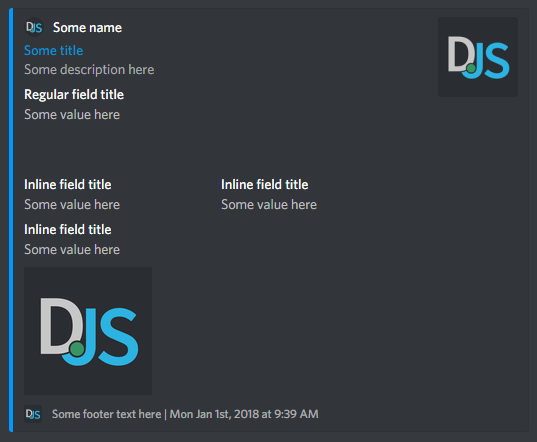 DJS Some name
DJS
Some title
Some description here
Regular field title
Some value here
Inline field title Inline field title
Some value here Some value here
Inline field title
Some value here
DJS
DJS Some footer text here | Mon Jan 1st, 2018 at 9:39 AM